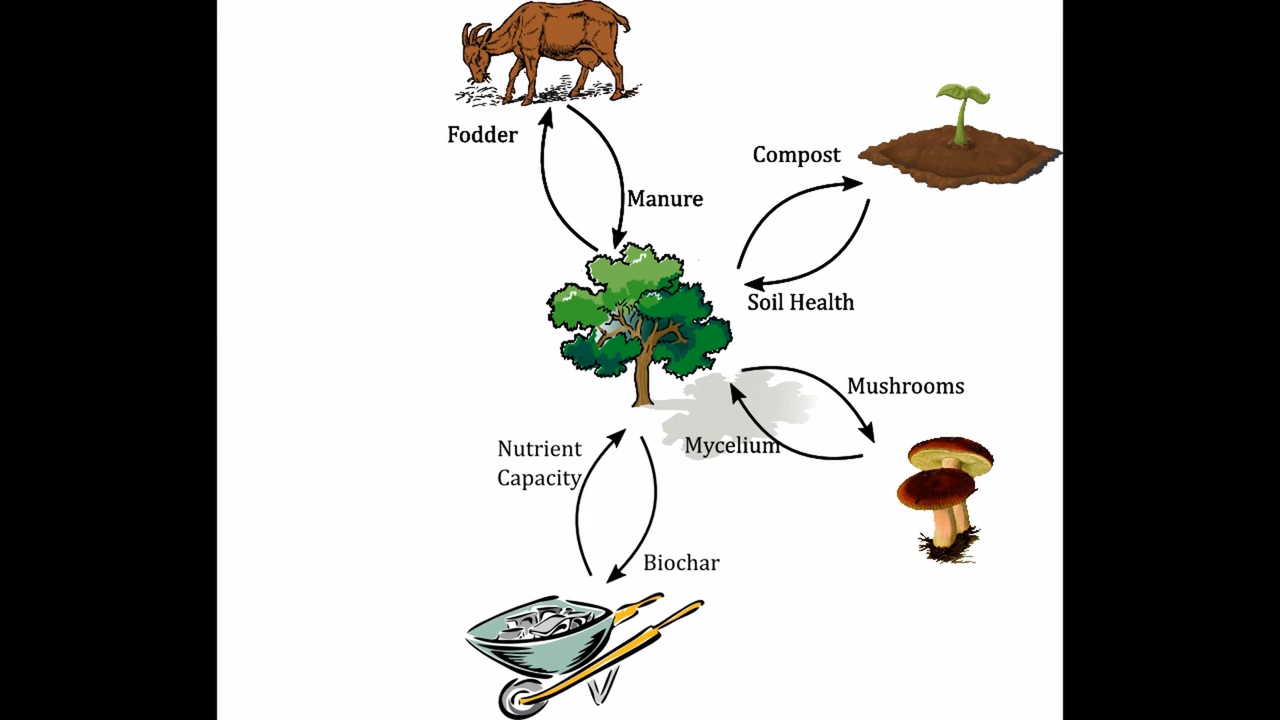 Fodder
Manure
Compost
Soil Health
Mushrooms
Mycelium
Nutrient
Capacity
Biochar